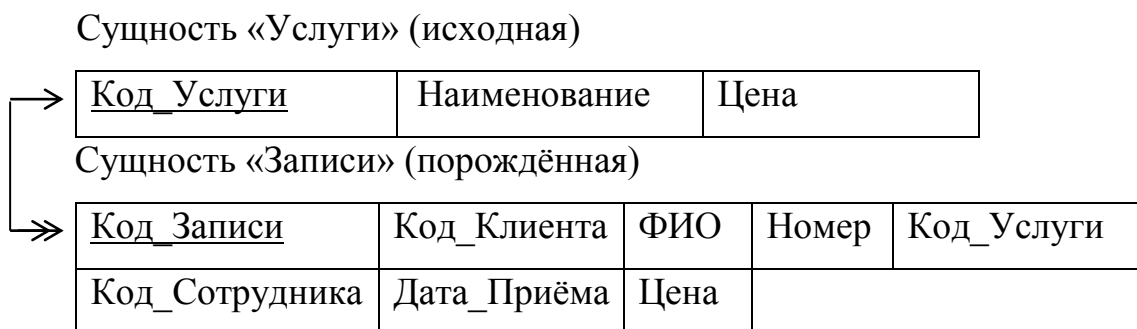 Сущность «Услуги» (исходная)
Код_Услуги Наименование Цена
Сущность «Записи» (порождённая)
Код_Записи Код_Клиента ФИО Номер Код_Услуги
Код_Сотрудника Дата_Приёма Цена